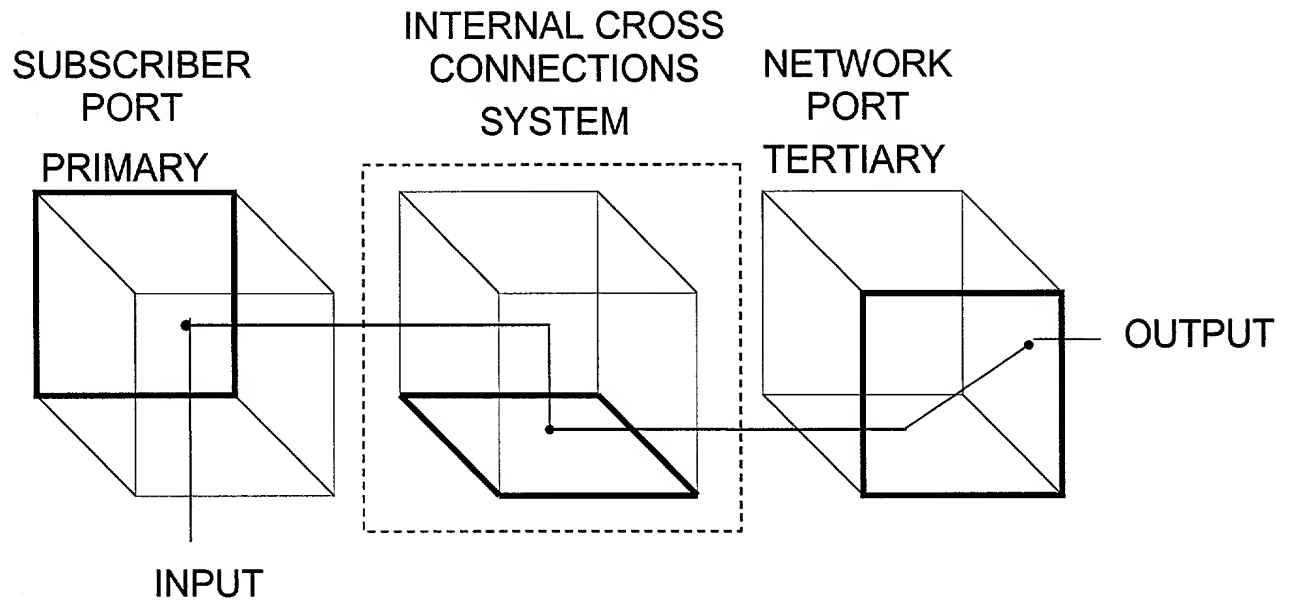 SUBSCRIBER
PORT
PRIMARY
INTERNAL CROSS
CONNECTIONS
SYSTEM
NETWORK
PORT
TERTIARY
OUTPUT
INPUT